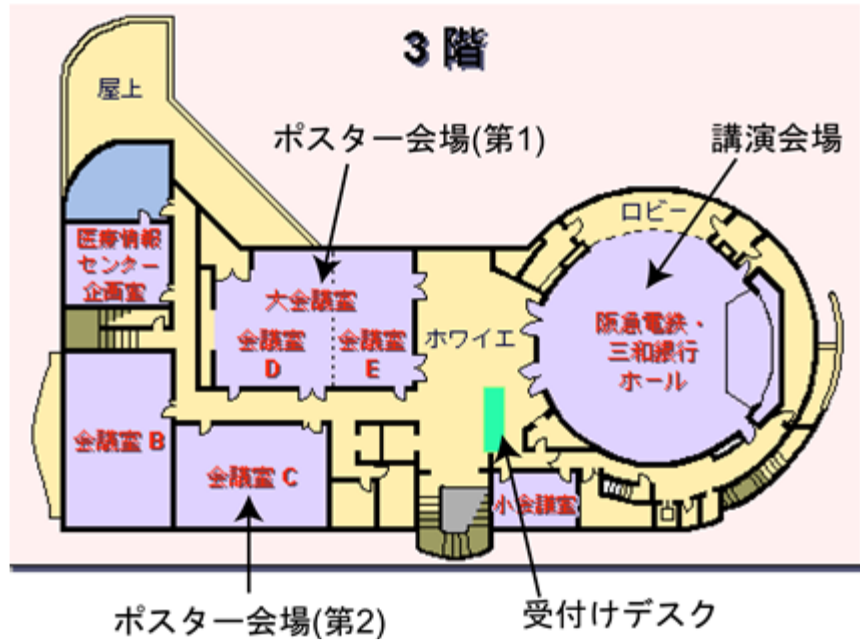 3 階
屋上
ポスター会場(第1)
講演会場
ロビー
医療情報
センター
企画室
大会議室
会議室
D
会議室
E
ホワイエ
阪急電鉄・
三和銀行
ホール
会議室 B
会議室 C
小会議室
ポスター会場(第2)
受付けデスク